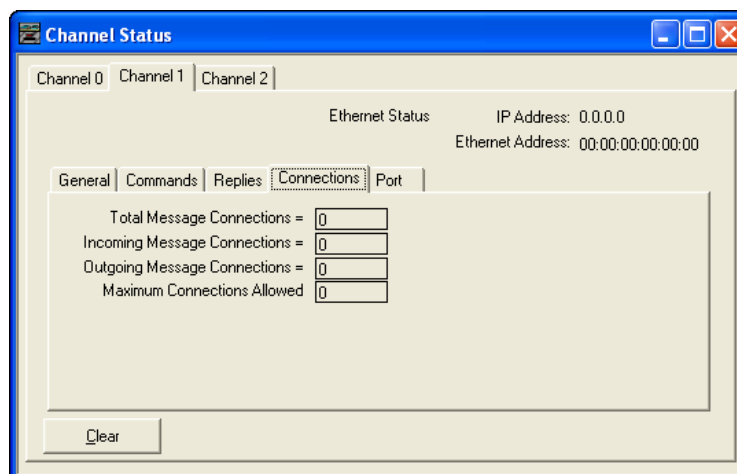 Channel Status
Channel 0 Channel 1 Channel 2
Ethernet Status IP Address: 0.0.0.0
Ethernet Address: 00:00:00:00:00:00
General Commands Replies Connections Port
Total Message Connections = 0
Incoming Message Connections = 0
Outgoing Message Connections = 0
Maximum Connections Allowed 0
Clear